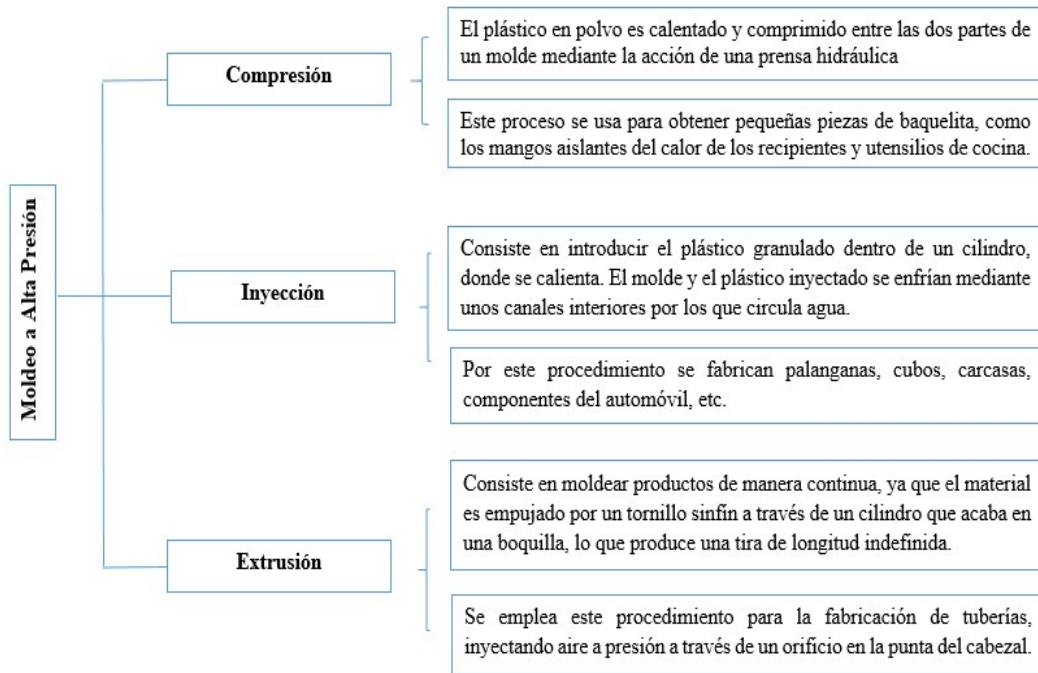 Moldeo a Alta Presión
Compresión
El plástico en polvo es calentado y comprimido entre las dos partes de
un molde mediante la acción de una prensa hidráulica
Este proceso se usa para obtener pequeñas piezas de baquelita, como
los mangos aislantes del calor de los recipientes y utensilios de cocina.
Inyección
Consiste en introducir el plástico granulado dentro de un cilindro,
donde se calienta. El molde y el plástico inyectado se enfrían mediante
unos canales interiores por los que circula agua.
Por este procedimiento se fabrican palanganas, cubos, carcasas,
componentes del automóvil, etc.
Extrusión
Consiste en moldear productos de manera continua, ya que el material
es empujado por un tornillo sinfín a través de un cilindro que acaba en
una boquilla, lo que produce una tira de longitud indefinida.
Se emplea este procedimiento para la fabricación de tuberías,
inyectando aire a presión a través de un orificio en la punta del cabezal.